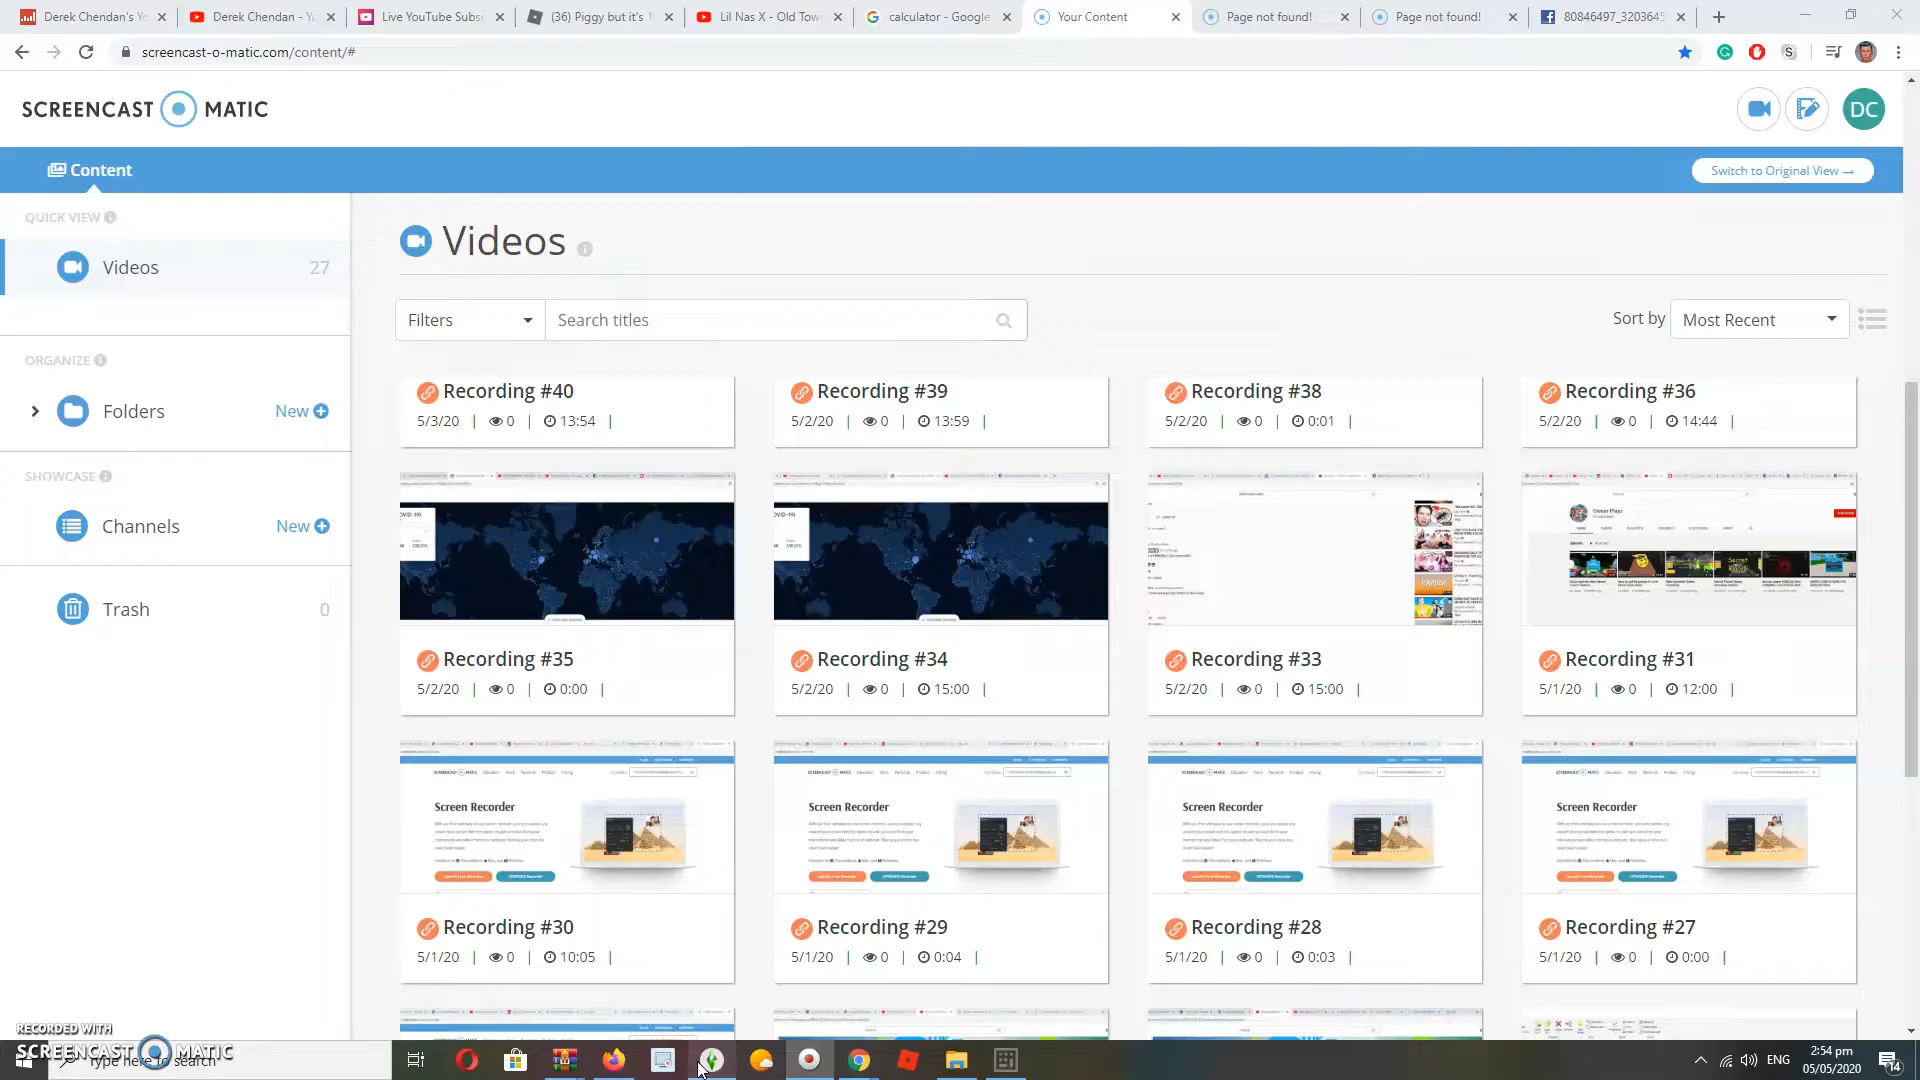 Derek Chendan's Yo
Derek Chendan - Yo
Live YouTube Subsc
(36) Piggy but it's T
Lil Nas X - Old Tow
calculator - Google
Your Content
Page not found!
Page not found!
80846497_3203645
screencast-o-matic.com/content/#
SCREENCAST MATIC
DC
Content
Switch to Original View →
QUICK VIEW
Videos 27
ORGANIZE
Folders New
SHOWCASE
Channels New
Trash 0
Videos
Filters
Search titles
Sort by Most Recent
Recording #40
5/3/20 | 0 | 13:54 |
Recording #39
5/2/20 | 0 | 13:59 |
Recording #38
5/2/20 | 0 | 0:01 |
Recording #36
5/2/20 | 0 | 14:44 |
Recording #35
5/2/20 | 0 | 0:00 |
Recording #34
5/2/20 | 0 | 15:00 |
Recording #33
5/2/20 | 0 | 15:00 |
Recording #31
5/1/20 | 0 | 12:00 |
Screen Recorder
Screen Recorder
Screen Recorder
Screen Recorder
Recording #30
5/1/20 | 0 | 10:05 |
Recording #29
5/1/20 | 0 | 0:04 |
Recording #28
5/1/20 | 0 | 0:03 |
Recording #27
5/1/20 | 0 | 0:00 |
RECORDED WITH
SCREENCAST MATIC
Type here to search
ENG
2:54 pm
05/05/2020
14